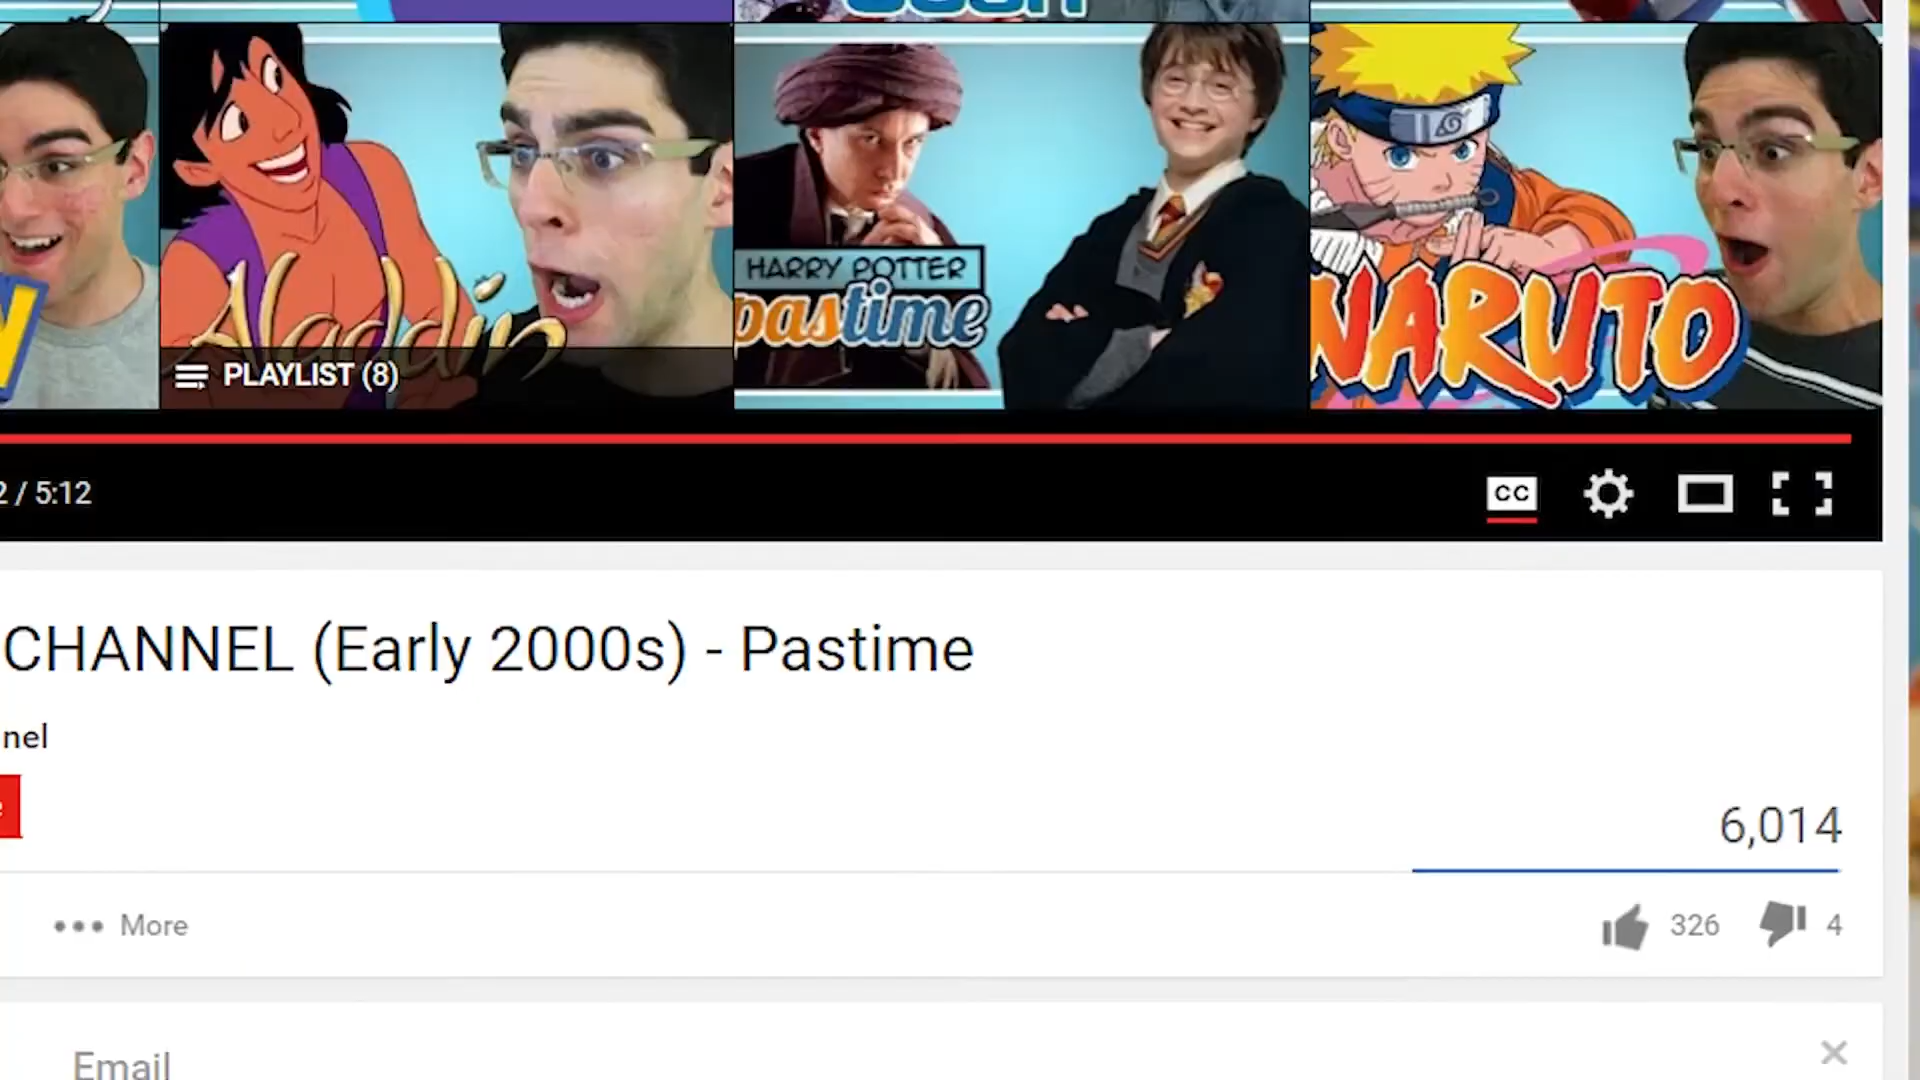 Aladdin
HARRY POTTER
pastime
NARUTO
PLAYLIST (8)
2 / 5:12
CC
CHANNEL (Early 2000s) - Pastime
nel
6,014
More
326
4
Email